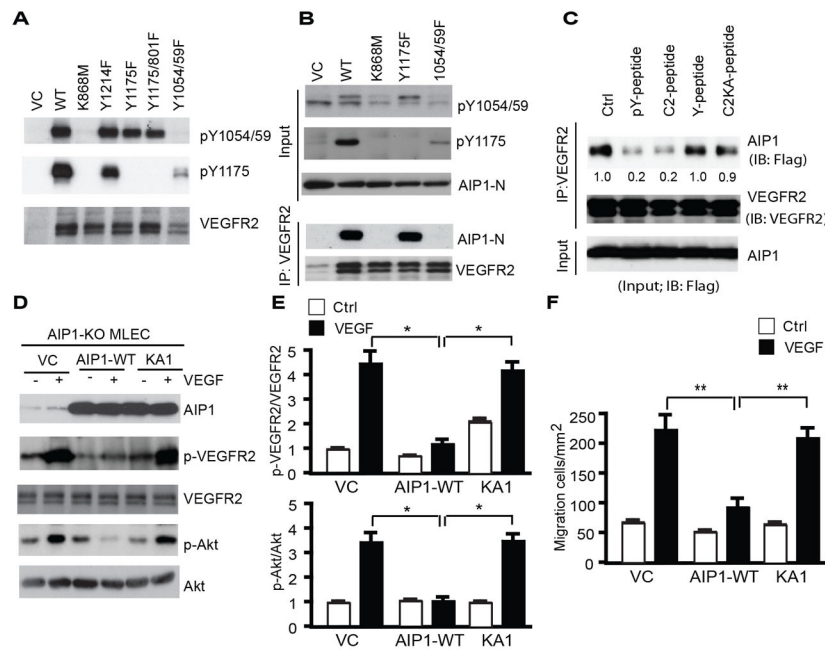 A
VC
WT
K868M
Y1214F
Y1175F
Y1175/801F
Y1054/59F
pY1054/59
pY1175
VEGFR2
B
VC
WT
K868M
Y1175F
1054/59F
Input
pY1054/59
pY1175
AIP1-N
IP: VEGFR2
AIP1-N
VEGFR2
C
Ctrl
pY-peptide
C2-peptide
Y-peptide
C2KA-peptide
IP:VEGFR2
AIP1
(IB: Flag)
1.0 0.2 0.2 1.0 0.9
VEGFR2
(IB: VEGFR2)
Input
AIP1
(Input; IB: Flag)
D
AIP1-KO MLEC
VC AIP1-WT KA1
- + - + - + VEGF
AIP1
p-VEGFR2
VEGFR2
p-Akt
Akt
E
Ctrl
VEGF
* *
p-VEGFR2/VEGFR2
5
4
3
2
1
0
VC AIP1-WT KA1
* *
p-Akt/Akt
5
4
3
2
1
0
VC AIP1-WT KA1
F
Ctrl
VEGF
** **
Migration cells/mm2
250
200
150
100
50
0
VC AIP1-WT KA1